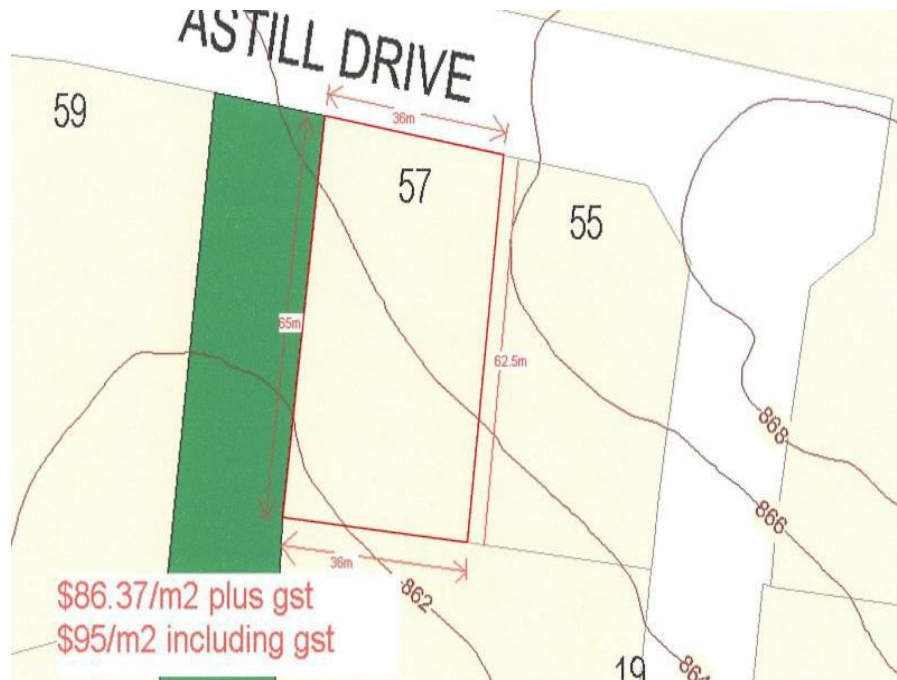 ASTILL DRIVE
59
36m
57
55
65m
62.5m
868
866
36m
862
$86.37/m2 plus gst
$95/m2 including gst
19
864